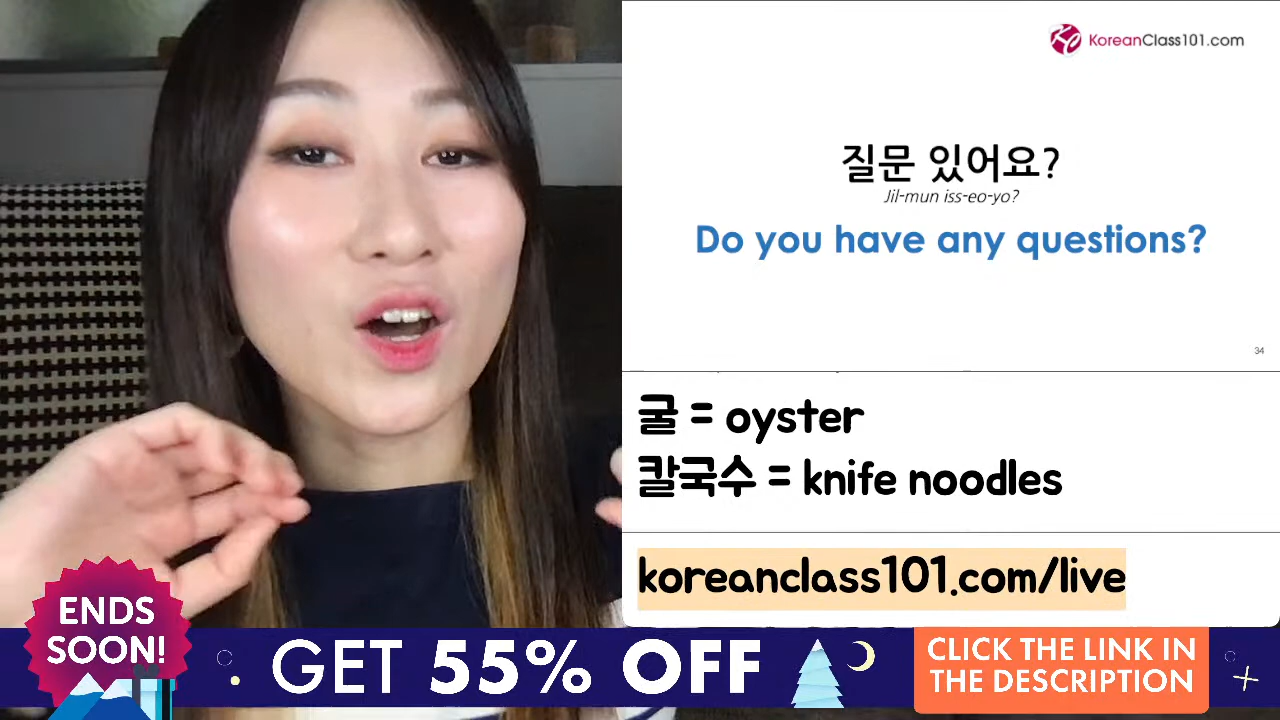 KoreanClass101.com
질문 있어요?
Jil-mun iss-eo-yo?
Do you have any questions?
34
굴 = oyster
칼국수 = knife noodles
koreanclass101.com/live
ENDS
SOON!
GET 55% OFF
CLICK THE LINK IN
THE DESCRIPTION